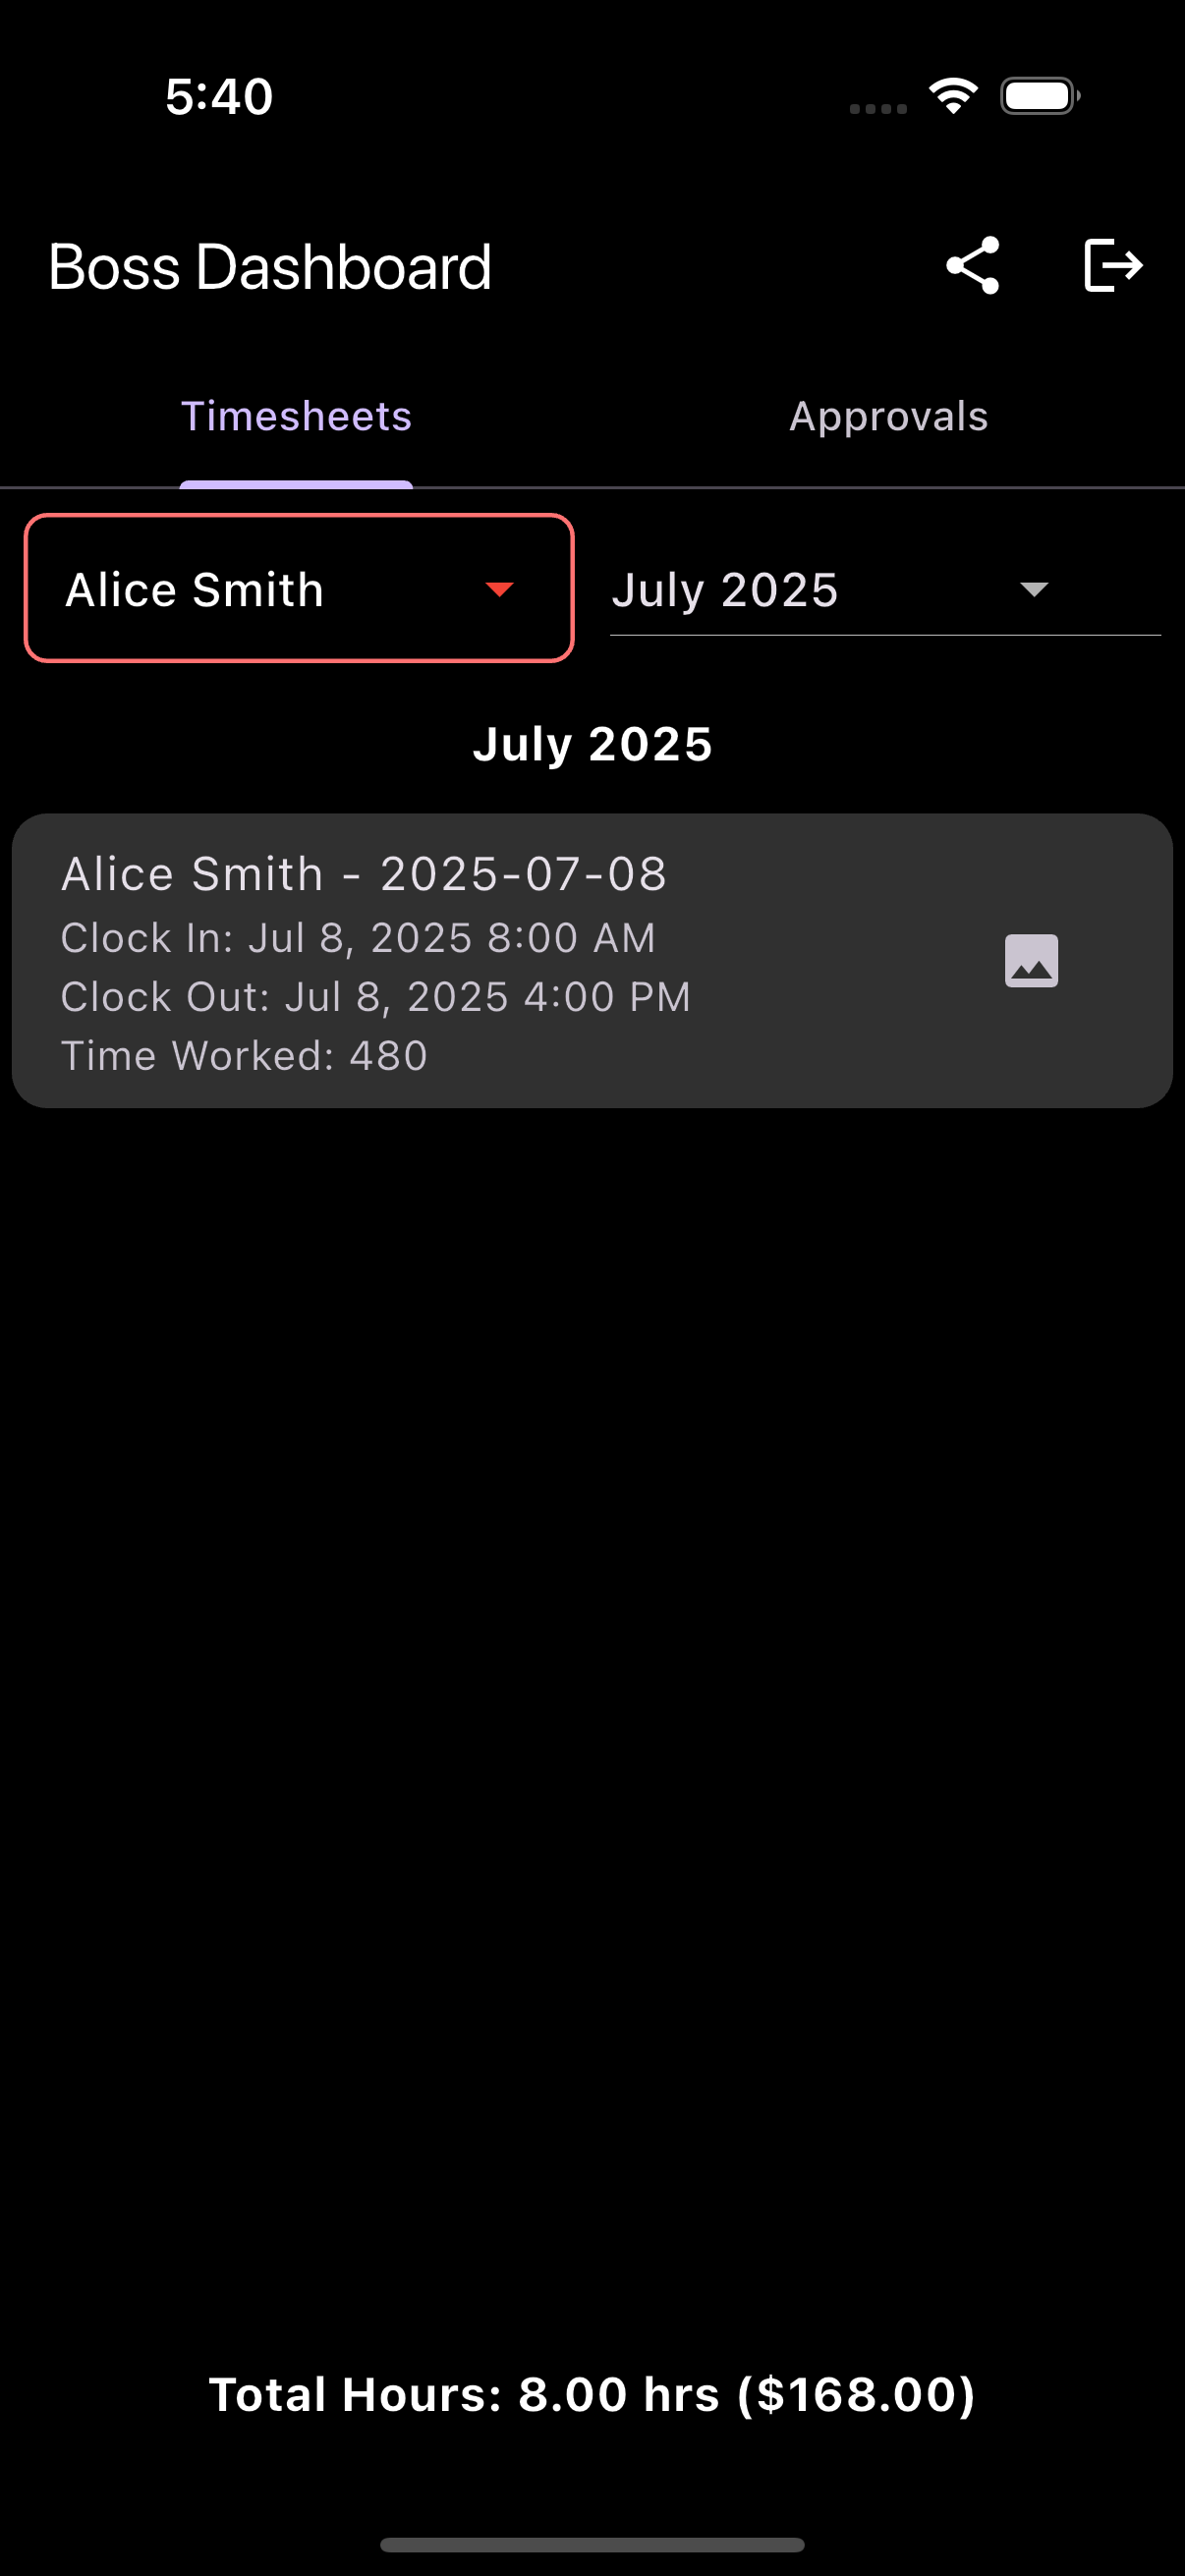 5:40
Boss Dashboard
Timesheets
Approvals
Alice Smith
July 2025
July 2025
Alice Smith - 2025-07-08
Clock In: Jul 8, 2025 8:00 AM
Clock Out: Jul 8, 2025 4:00 PM
Time Worked: 480
Total Hours: 8.00 hrs ($168.00)